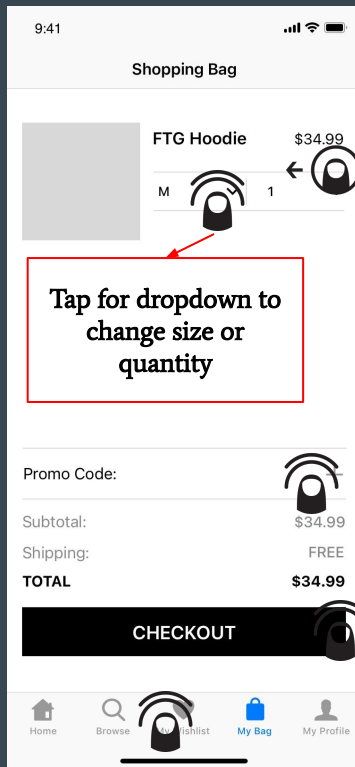 9:41
Shopping Bag
FTG Hoodie $34.99
M 1
Tap for dropdown to
change size or
quantity
Promo Code:
Subtotal: $34.99
Shipping: FREE
TOTAL $34.99
CHECKOUT
Home Browse Wishlist My Bag My Profile